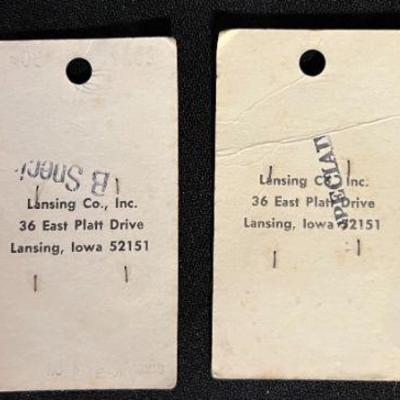 B Speci
Lansing Co., Inc.
36 East Platt Drive
Lansing, Iowa 52151
SPECIAL
Lansing Co., Inc.
36 East Platt Drive
Lansing, Iowa 52151